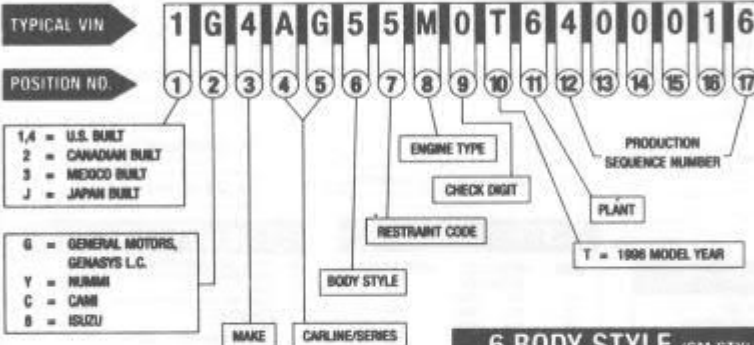 TYPICAL VIN 1 G 4 A G 5 5 M 0 T 6 4 0 0 0 1 6
POSITION NO. 1 2 3 4 5 6 7 8 9 10 11 12 13 14 15 16 17
1,4 = U.S. BUILT
2 = CANADIAN BUILT
3 = MEXICO BUILT
J = JAPAN BUILT
G = GENERAL MOTORS,
GENASYS L.C.
Y = NUMMI
C = CAMI
8 = ISUZU
MAKE
CARLINE/SERIES
BODY STYLE
RESTRAINT CODE
ENGINE TYPE
CHECK DIGIT
T = 1996 MODEL YEAR
PLANT
PRODUCTION
SEQUENCE NUMBER
6 BODY STYLE